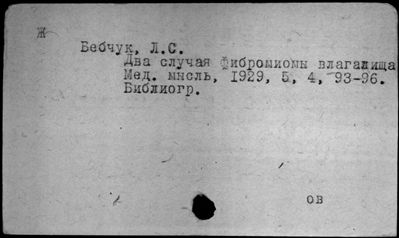 Ж
Бебчук, Л.С.
Два случая фибромиомы влагалища
Мед. мысль, 1929, 5, 4, 93-96.
Библиогр.
ов